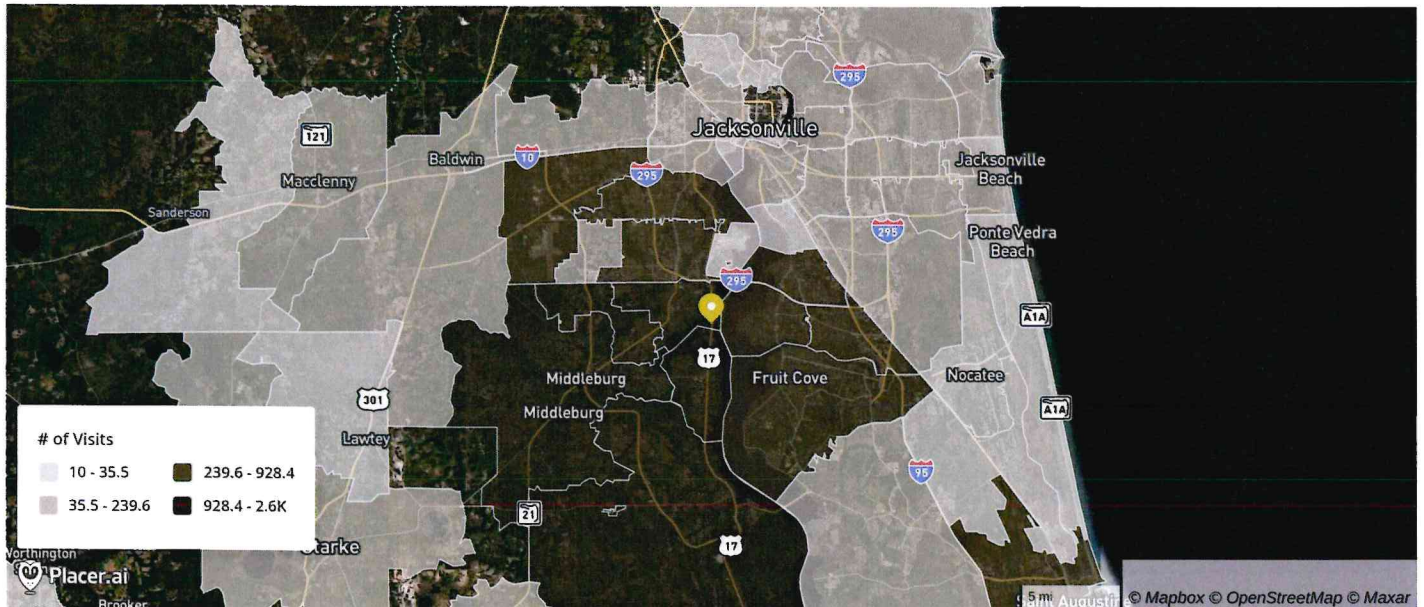 295
Jacksonville
121
10
Baldwin
295
Jacksonville
Beach
Macclenny
Sanderson
295
Ponte Vedra
Beach
295
A1A
17
Middleburg
Fruit Cove
Nocatee
301
Middleburg
A1A
# of Visits
Lawtey
10 - 35.5
239.6 - 928.4
95
35.5 - 239.6
928.4 - 2.6K
21
Starke
17
Worthington
Placer.ai
5 mi
© Mapbox © OpenStreetMap © Maxar
Brooker
Saint Augustine